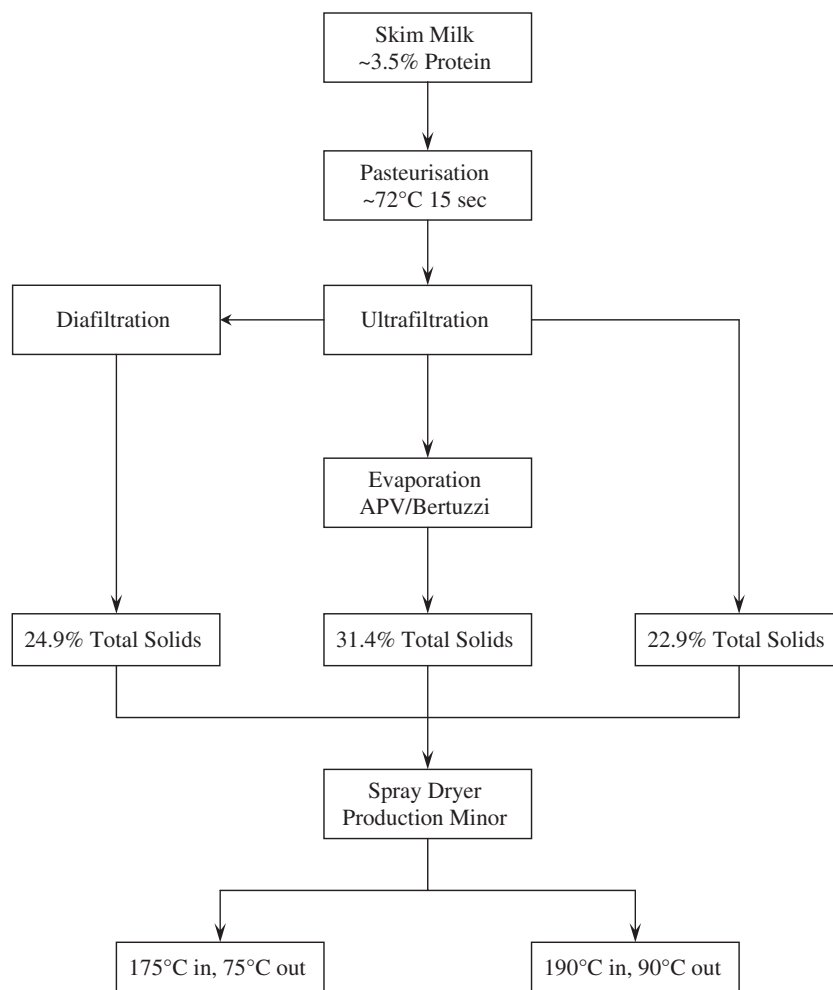 Skim Milk
~3.5% Protein
Pasteurisation
~72°C 15 sec
Diafiltration
Ultrafiltration
Evaporation
APV/Bertuzzi
24.9% Total Solids
31.4% Total Solids
22.9% Total Solids
Spray Dryer
Production Minor
175°C in, 75°C out
190°C in, 90°C out